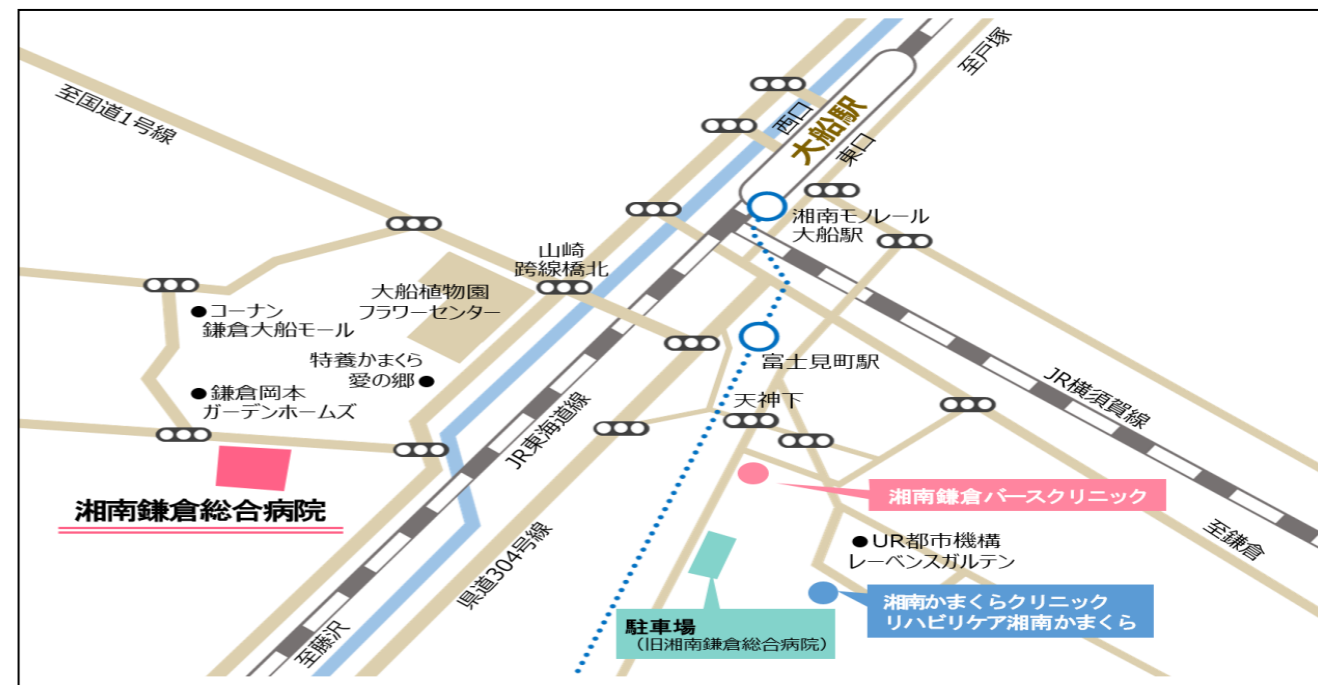 至国道1号線
至戸塚
西口
大船駅
東口
湘南モノレール
大船駅
山崎
跨線橋北
大船植物園
フラワーセンター
コーナン
鎌倉大船モール
特養かまくら
愛の郷
富士見町駅
鎌倉岡本
ガーデンホームズ
天神下
JR横須賀線
JR東海道線
湘南鎌倉総合病院
湘南鎌倉バースクリニック
至鎌倉
UR都市機構
レーベンスガルテン
県道304号線
湘南かまくらクリニック
リハビリケア湘南かまくら
駐車場
(旧湘南鎌倉総合病院)
至藤沢